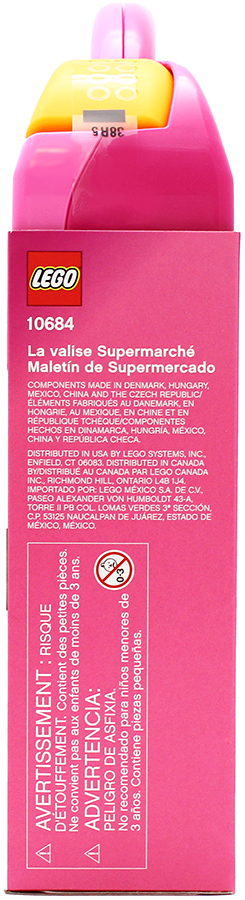 38R5
LEGO
10684
La valise Supermarché
Maletín de Supermercado
COMPONENTS MADE IN DENMARK, HUNGARY,
MEXICO, CHINA AND THE CZECH REPUBLIC/
ÉLÉMENTS FABRIQUÉS AU DANEMARK, EN
HONGRIE, AU MEXIQUE, EN CHINE ET EN
RÉPUBLIQUE TCHÈQUE/COMPONENTES
HECHOS EN DINAMARCA, HUNGRÍA, MÉXICO,
CHINA Y REPÚBLICA CHECA.
DISTRIBUTED IN USA BY LEGO SYSTEMS, INC.,
ENFIELD, CT 06083. DISTRIBUTED IN CANADA
BY/DISTRIBUÉ AU CANADA PAR LEGO CANADA
INC., RICHMOND HILL, ONTARIO L4B 1J4.
IMPORTADO POR: LEGO MÉXICO S.A. DE C.V.,
PASEO ALEXANDER VON HUMBOLDT 43-A,
TORRE II PB COL. LOMAS VERDES 3ª SECCIÓN,
C.P. 53125 NAUCALPAN DE JUÁREZ, ESTADO DE
MÉXICO, MÉXICO.
0-3
AVERTISSEMENT : RISQUE
D'ÉTOUFFEMENT. Contient des petites pièces.
Ne convient pas aux enfants de moins de 3 ans.
ADVERTENCIA:
PELIGRO DE ASFIXIA.
No recomendado para niños menores de
3 años. Contiene piezas pequeñas.